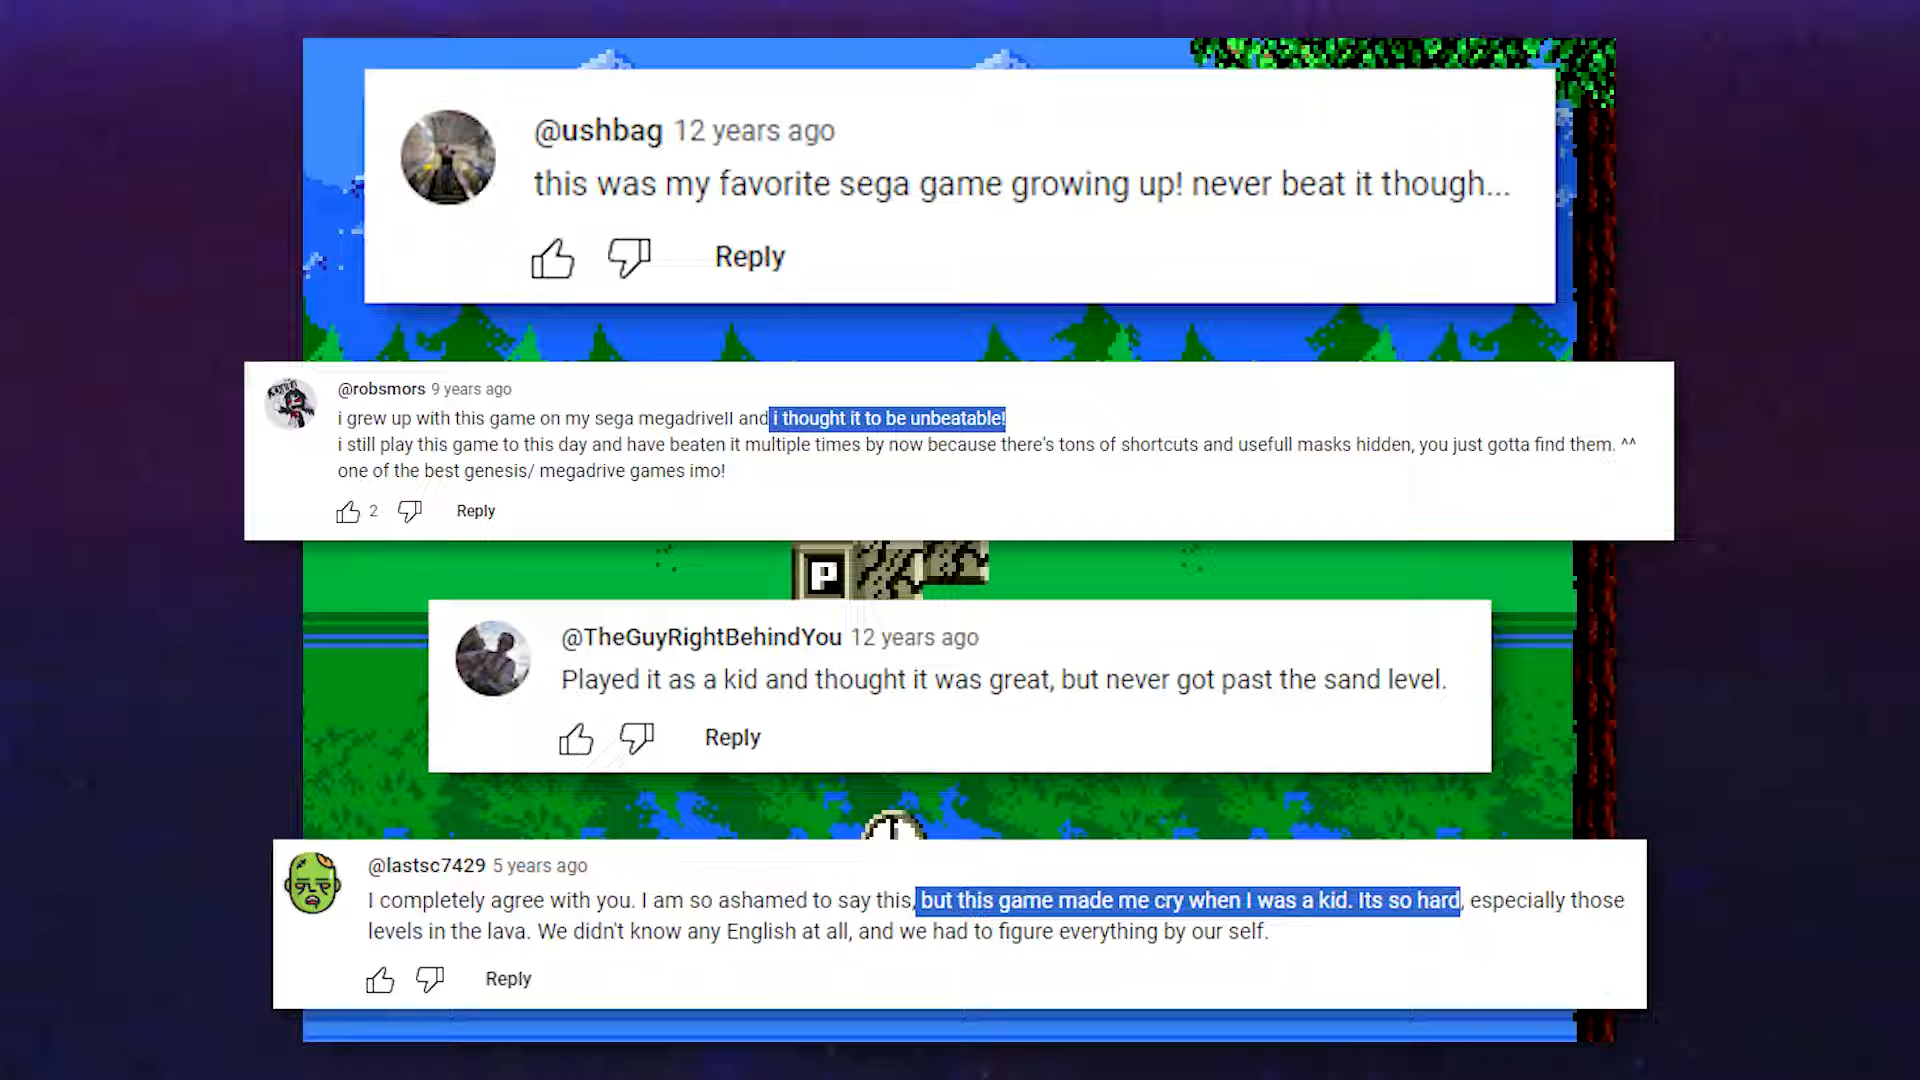 @ushbag 12 years ago
this was my favorite sega game growing up! never beat it though...
Reply
@robsmors 9 years ago
i grew up with this game on my sega megadriveII and i thought it to be unbeatable!
i still play this game to this day and have beaten it multiple times by now because there's tons of shortcuts and usefull masks hidden, you just gotta find them. ^^
one of the best genesis/ megadrive games imo!
2 Reply
P
@TheGuyRightBehindYou 12 years ago
Played it as a kid and thought it was great, but never got past the sand level.
Reply
@lastsc7429 5 years ago
I completely agree with you. I am so ashamed to say this, but this game made me cry when I was a kid. Its so hard, especially those
levels in the lava. We didn't know any English at all, and we had to figure everything by our self.
Reply